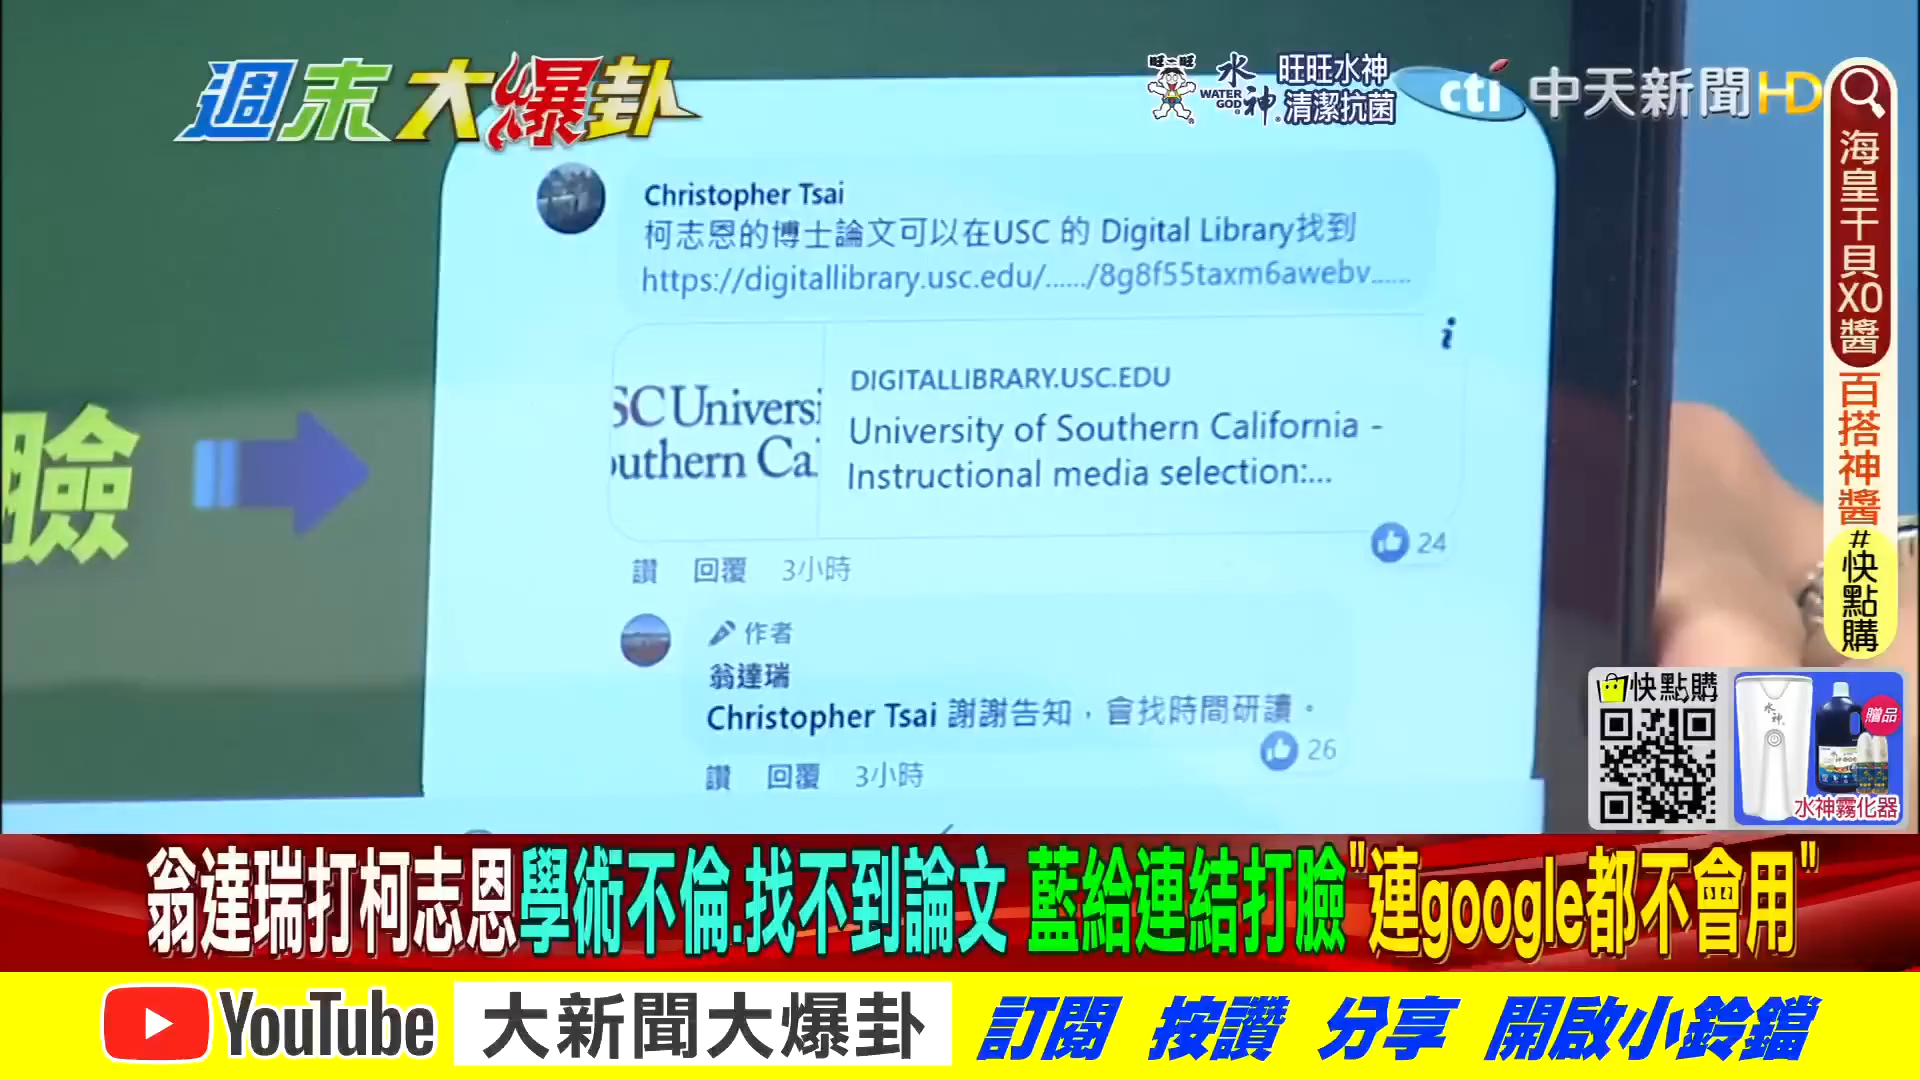 週末大爆卦
旺旺
水神
WATER GOD
旺旺水神
清潔抗菌
cti 中天新聞HD
海皇干貝XO醬
百搭神醬
#快點購
Christopher Tsai
柯志恩的博士論文可以在USC 的 Digital Library找到
https://digitallibrary.usc.edu/....../8g8f55taxm6awebv......
SC Universi
outhern Ca
DIGITALLIBRARY.USC.EDU
University of Southern California -
Instructional media selection:...
24
讚 回覆 3小時
臉
作者
翁達瑞
Christopher Tsai 謝謝告知，會找時間研讀。
26
讚 回覆 3小時
快點購
水神
贈品
水神霧化器
翁達瑞打柯志恩學術不倫.找不到論文 藍給連結打臉"連google都不會用"
YouTube 大新聞大爆卦 訂閱 按讚 分享 開啟小鈴鐺